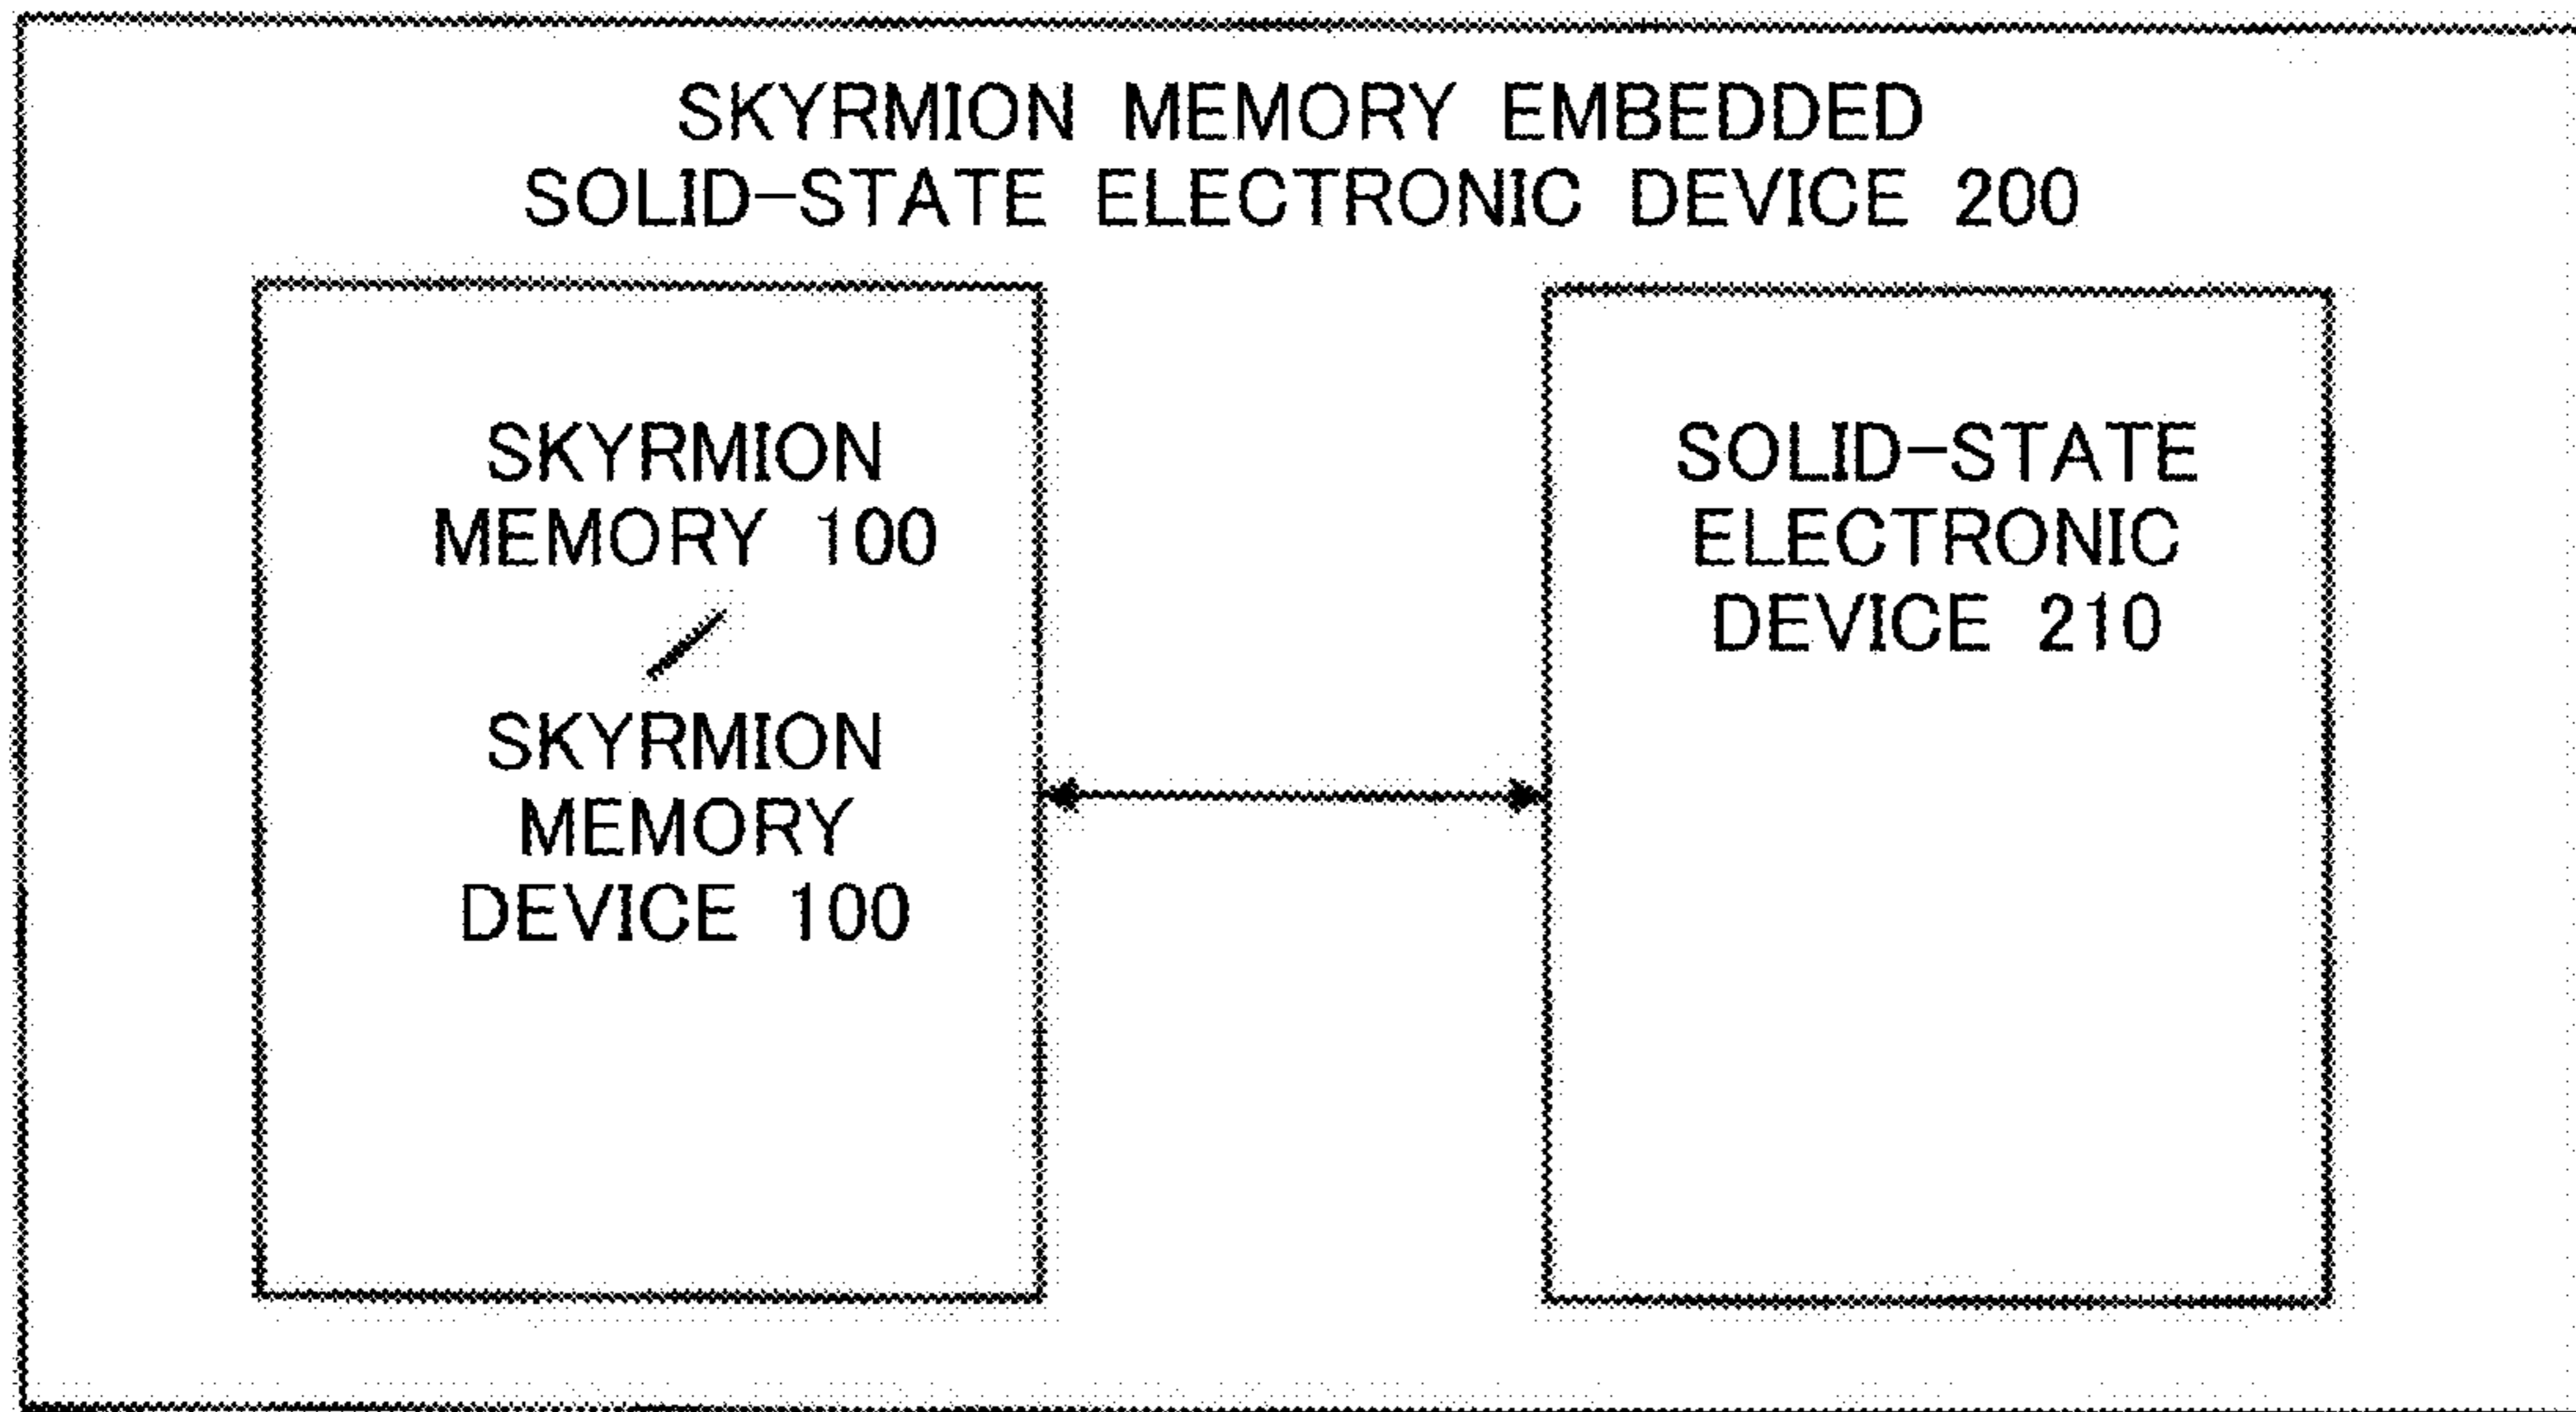 SKYRMION MEMORY EMBEDDED
SOLID-STATE ELECTRONIC DEVICE 200
SKYRMION
MEMORY 100
/
SKYRMION
MEMORY
DEVICE 100
SOLID-STATE
ELECTRONIC
DEVICE 210